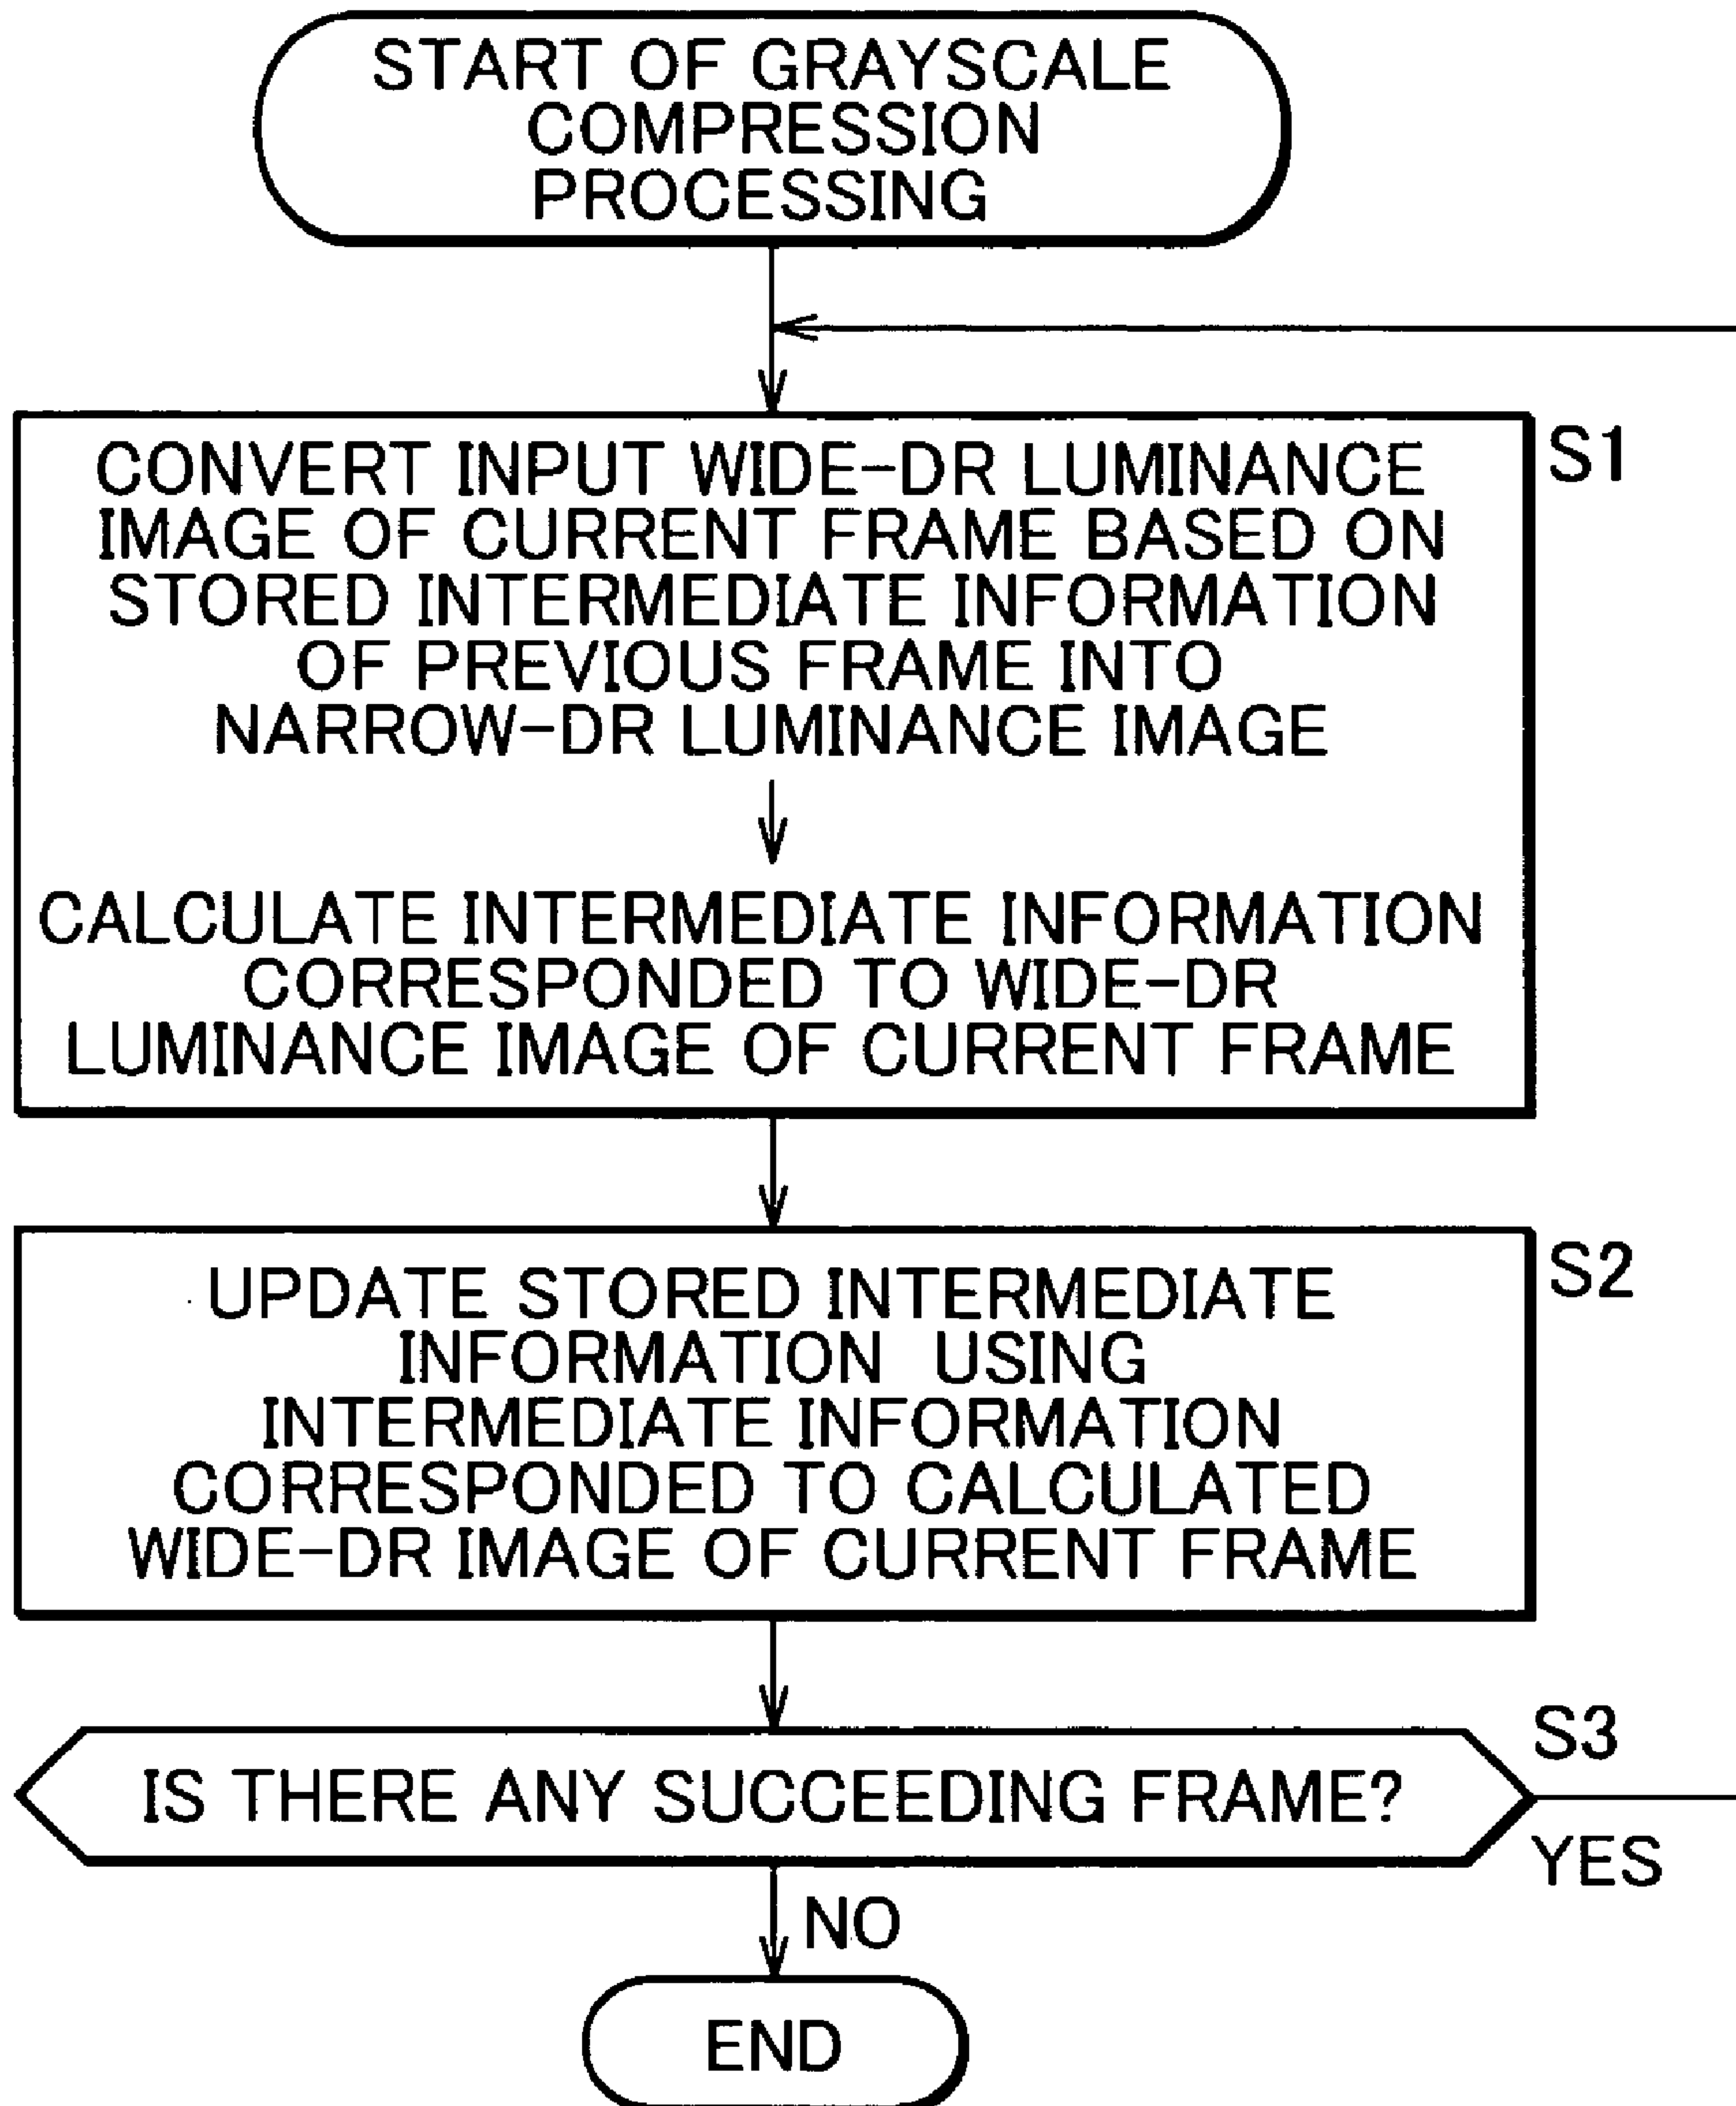 START OF GRAYSCALE
COMPRESSION
PROCESSING
CONVERT INPUT WIDE-DR LUMINANCE
IMAGE OF CURRENT FRAME BASED ON
STORED INTERMEDIATE INFORMATION
OF PREVIOUS FRAME INTO
NARROW-DR LUMINANCE IMAGE
S1
CALCULATE INTERMEDIATE INFORMATION
CORRESPONDED TO WIDE-DR
LUMINANCE IMAGE OF CURRENT FRAME
UPDATE STORED INTERMEDIATE
INFORMATION USING
INTERMEDIATE INFORMATION
CORRESPONDED TO CALCULATED
WIDE-DR IMAGE OF CURRENT FRAME
S2
IS THERE ANY SUCCEEDING FRAME?
S3
YES
NO
END